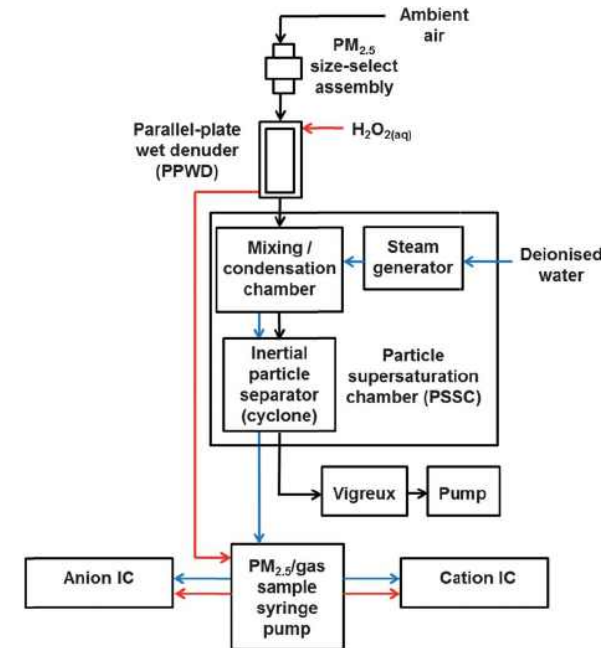 Ambient
air
PM2.5
size-select
assembly
Parallel-plate
wet denuder
(PPWD)
H2O2(aq)
Mixing /
condensation
chamber
Steam
generator
Deionised
water
Inertial
particle
separator
(cyclone)
Particle
supersaturation
chamber (PSSC)
Vigreux
Pump
Anion IC
PM2.5/gas
sample
syringe
pump
Cation IC